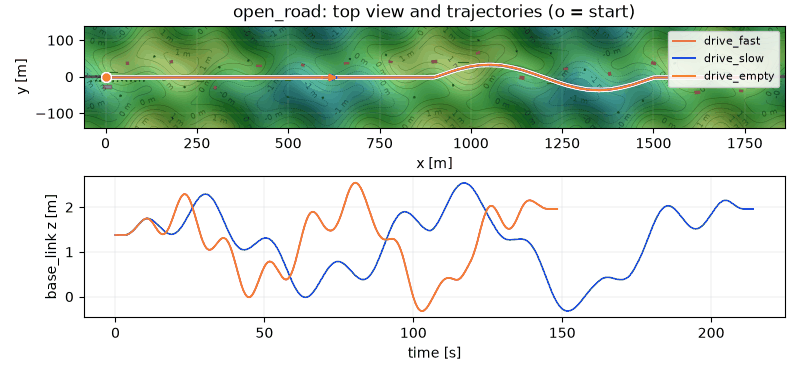 open_road: top view and trajectories (o = start)
y [m]
100
0
−100
drive_fast
drive_slow
drive_empty
0
250
500
750
1000
1250
1500
1750
x [m]
base_link z [m]
2
1
0
0
50
100
150
200
time [s]